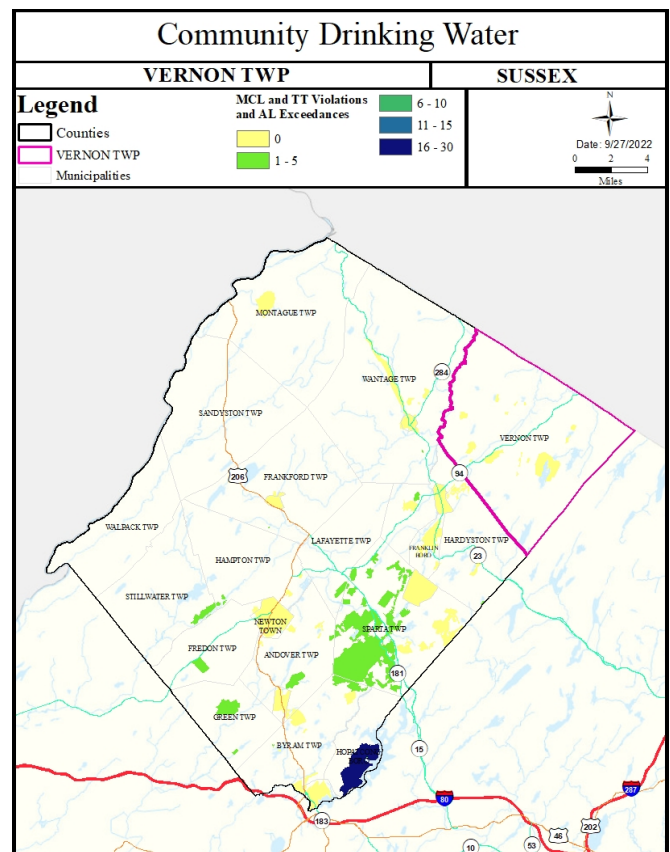 Community Drinking Water
VERNON TWP
SUSSEX
Legend
Counties
VERNON TWP
Municipalities
MCL and TT Violations
and AL Exceedances
0
1 - 5
6 - 10
11 - 15
16 - 30
N
Date: 9/27/2022
0 2 4
Miles
MONTAGUE TWP
WANTAGE TWP
284
SANDYSTON TWP
VERNON TWP
206
FRANKFORD TWP
94
WALPACK TWP
LAFAYETTE TWP
HARDYSTON TWP
FRANKLIN
BORO
23
HAMPTON TWP
STILLWATER TWP
NEWTON
TOWN
SPARTA TWP
FREDON TWP
ANDOVER TWP
181
GREEN TWP
BYRAM TWP
15
80
287
183
202
46
10
53